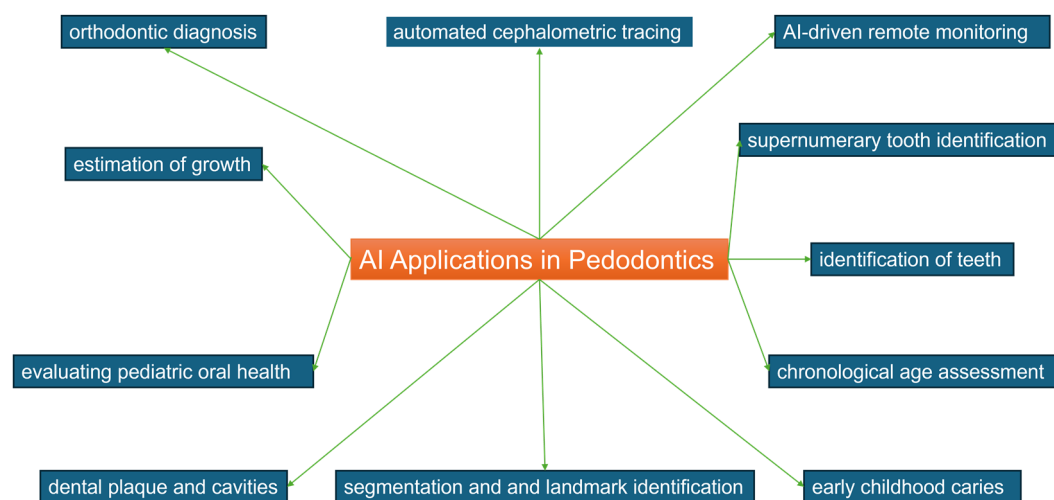 orthodontic diagnosis
automated cephalometric tracing
AI-driven remote monitoring
supernumerary tooth identification
estimation of growth
AI Applications in Pedodontics
identification of teeth
evaluating pediatric oral health
chronological age assessment
dental plaque and cavities
segmentation and and landmark identification
early childhood caries